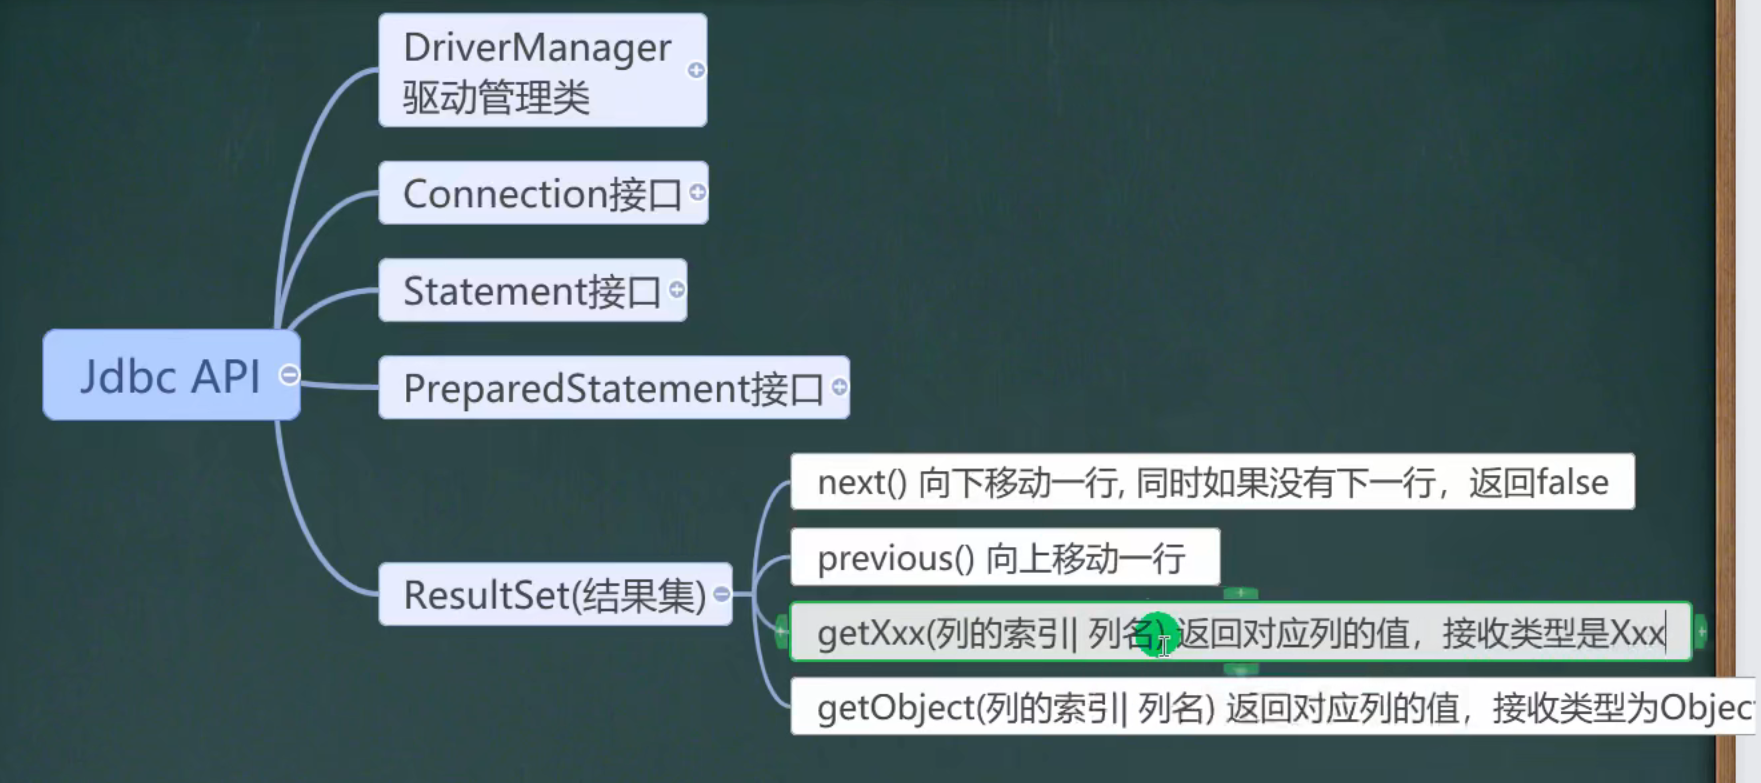 DriverManager
驱动管理类
Connection接口
Statement接口
Jdbc API
PreparedStatement接口
next() 向下移动一行, 同时如果没有下一行，返回false
previous() 向上移动一行
ResultSet(结果集)
getXxx(列的索引| 列名) 返回对应列的值，接收类型是Xxx
getObject(列的索引| 列名) 返回对应列的值，接收类型为Objec